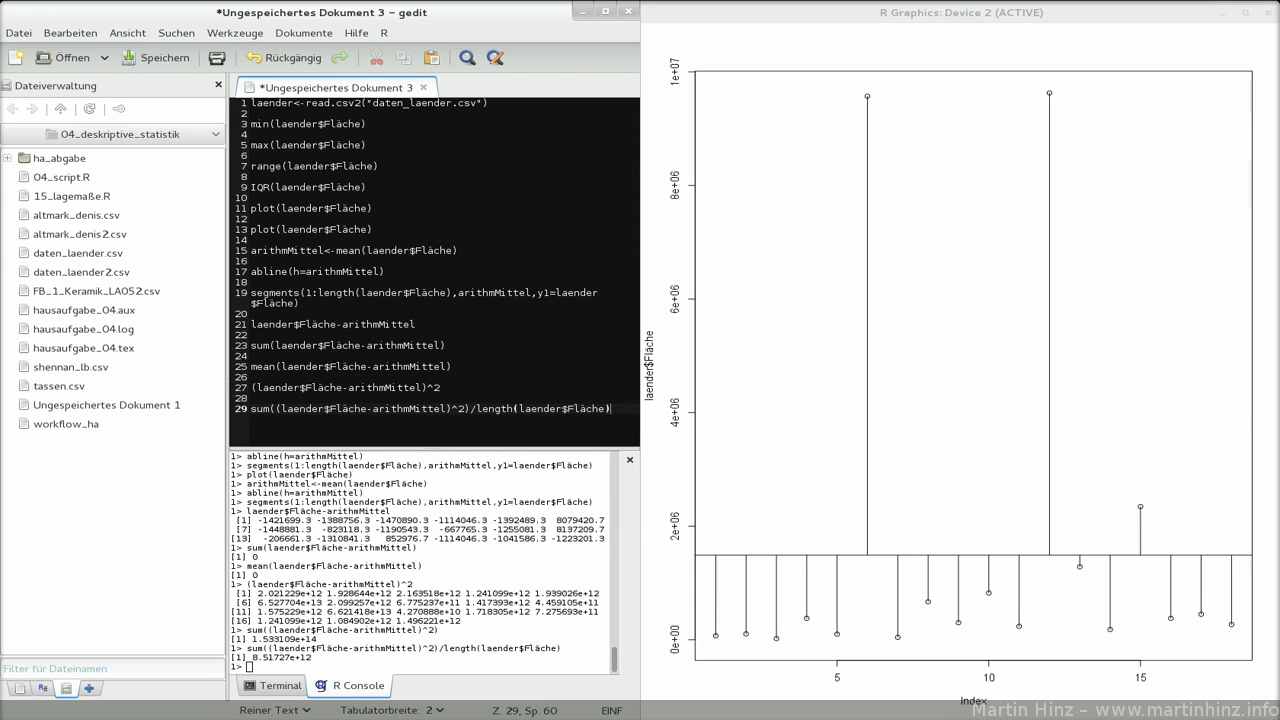 *Ungespeichertes Dokument 3 – gedit
Datei Bearbeiten Ansicht Suchen Werkzeuge Dokumente Hilfe R
Öffnen Speichern Rückgängig
Dateiverwaltung
04_deskriptive_statistik
ha_abgabe
04_script.R
15_lagemaße.R
altmark_denis.csv
altmark_denis2.csv
daten_laender.csv
daten_laender2.csv
FB_1_Keramik_LA052.csv
hausaufgabe_04.aux
hausaufgabe_04.log
hausaufgabe_04.tex
shennan_lb.csv
tassen.csv
Ungespeichertes Dokument 1
workflow_ha
Filter für Dateinamen
*Ungespeichertes Dokument 3
1 laender<-read.csv2("daten_laender.csv")
2
3 min(laender$Fläche)
4
5 max(laender$Fläche)
6
7 range(laender$Fläche)
8
9 IQR(laender$Fläche)
10
11 plot(laender$Fläche)
12
13 plot(laender$Fläche)
14
15 arithmMittel<-mean(laender$Fläche)
16
17 abline(h=arithmMittel)
18
19 segments(1:length(laender$Fläche),arithmMittel,y1=laender
$Fläche)
20
21 laender$Fläche-arithmMittel
22
23 sum(laender$Fläche-arithmMittel)
24
25 mean(laender$Fläche-arithmMittel)
26
27 (laender$Fläche-arithmMittel)^2
28
29 sum((laender$Fläche-arithmMittel)^2)/length(laender$Fläche)
1> abline(h=arithmMittel)
1> segments(1:length(laender$Fläche),arithmMittel,y1=laender$Fläche)
1> plot(laender$Fläche)
1> arithmMittel<-mean(laender$Fläche)
1> abline(h=arithmMittel)
1> segments(1:length(laender$Fläche),arithmMittel,y1=laender$Fläche)
1> laender$Fläche-arithmMittel
[1] -1421699.3 -1388756.3 -1470890.3 -1114046.3 -1392489.3 8079420.7
[7] -1448881.3 -823118.3 -1190543.3 -667765.3 -1255081.3 8137209.7
[13] -206661.3 -1310841.3 852976.7 -1114046.3 -1041586.3 -1223201.3
1> sum(laender$Fläche-arithmMittel)
[1] 0
1> mean(laender$Fläche-arithmMittel)
[1] 0
1> (laender$Fläche-arithmMittel)^2
[1] 2.021229e+12 1.928644e+12 2.163518e+12 1.241099e+12 1.939026e+12
[6] 6.527704e+13 2.099257e+12 6.775237e+11 1.417393e+12 4.459105e+11
[11] 1.575229e+12 6.621418e+13 4.270888e+10 1.718305e+12 7.275693e+11
[16] 1.241099e+12 1.084902e+12 1.496221e+12
1> sum((laender$Fläche-arithmMittel)^2)
[1] 1.533109e+14
1> sum((laender$Fläche-arithmMittel)^2)/length(laender$Fläche)
[1] 8.51727e+12
1>
Terminal R Console
Reiner Text Tabulatorbreite: 2 Z. 29, Sp. 60 EINF
R Graphics: Device 2 (ACTIVE)
1e+07
8e+06
6e+06
4e+06
2e+06
0e+00
laender$Fläche
5 10 15
Index
Martin Hinz - www.martinhinz.info